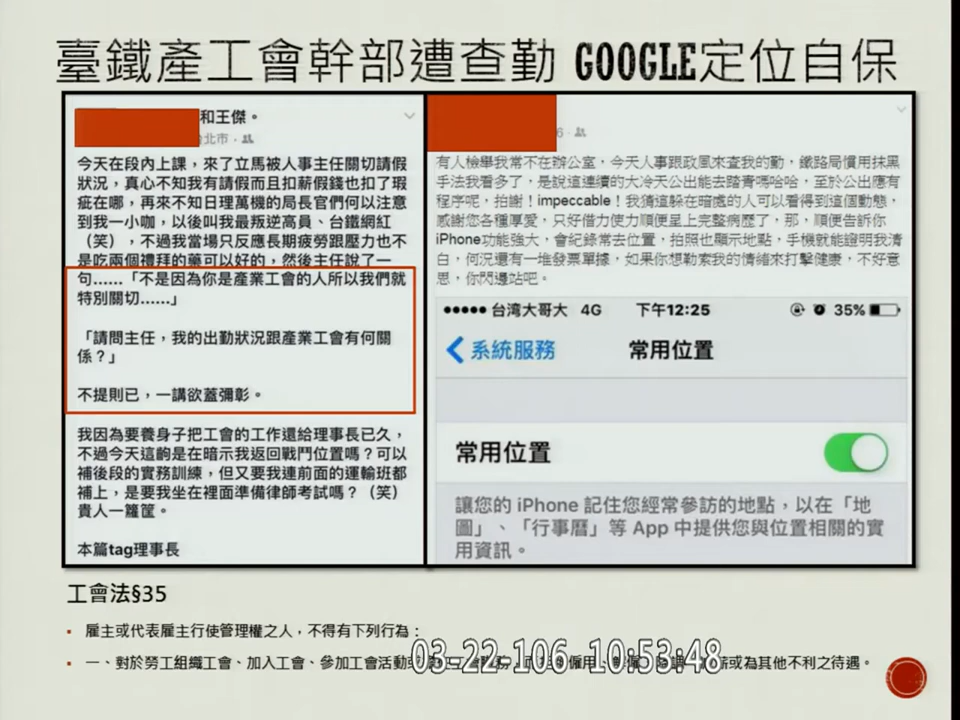 臺鐵產工會幹部遭查勤 GOOGLE定位自保
和王傑。
台北市・
今天在段內上課，來了立馬被人事主任關切請假
狀況，真心不知我有請假而且扣薪假錢也扣了瑕
疵在哪，再來不知日理萬機的局長官們何以注意
到我一小咖，以後叫我最叛逆高員、台鐵網紅
（笑），不過我當場只反應長期疲勞跟壓力也不
是吃兩個禮拜的藥可以好的，然後主任說了一
句......「不是因為你是產業工會的人所以我們就
特別關切......」
「請問主任，我的出勤狀況跟產業工會有何關
係？」
不提則已，一講欲蓋彌彰。
我因為要養身子把工會的工作還給理事長已久，
不過今天這齣是在暗示我返回戰鬥位置嗎？可以
補後段的實務訓練，但又要我連前面的運輸班都
補上，是要我坐在裡面準備律師考試嗎？（笑）
貴人一籮筐。
本篇tag理事長
6・
有人檢舉我常不在辦公室，今天人事跟政風來查我的勤，鐵路局慣用抹黑
手法我看多了，是說這連續的大冷天公出能去踏青嗎哈哈，至於公出應有
程序呢，拍謝！impeccable！我猜這躲在暗處的人可以看得到這個動態，
感謝您各種厚愛，只好借力使力順便呈上完整病歷了，那，順便告訴你
iPhone功能強大，會紀錄常去位置，拍照也顯示地點，手機就能證明我清
白，何況還有一堆發票單據，如果你想勒索我的情緒來打擊健康，不好意
思，你閃邊站吧。
台湾大哥大 4G 下午12:25 35%
系統服務 常用位置
常用位置
讓您的 iPhone 記住您經常參訪的地點，以在「地
圖」、「行事曆」等 App 中提供您與位置相關的實
用資訊。
工會法§35
▪ 雇主或代表雇主行使管理權之人，不得有下列行為：
▪ 一、對於勞工組織工會、加入工會、參加工會活動或 僱用 薪或為其他不利之待遇。
03-22-106 10:53:48